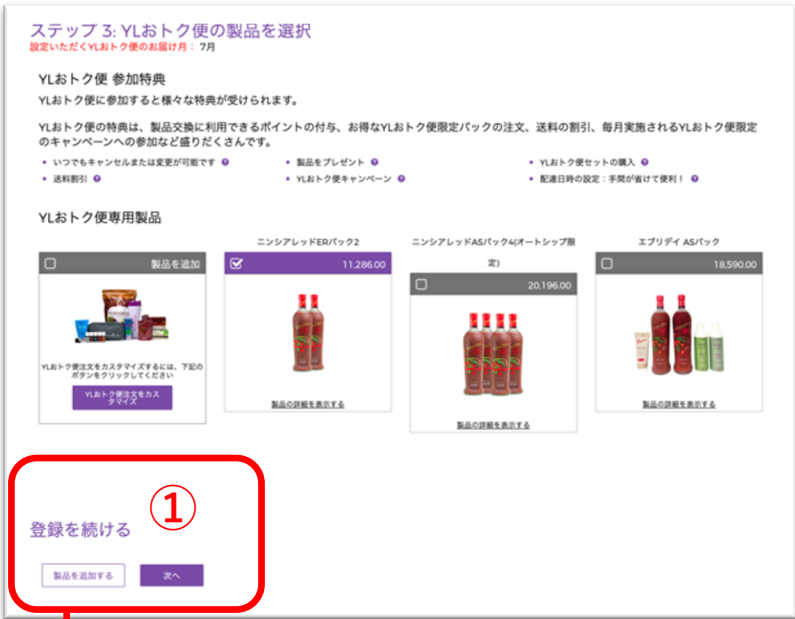 ステップ 3: YLおトク便の製品を選択
設定いただくYLおトク便のお届け月： 7月
YLおトク便 参加特典
YLおトク便に参加すると様々な特典が受けられます。
YLおトク便の特典は、製品交換に利用できるポイントの付与、お得なYLおトク便限定パックの注文、送料の割引、毎月実施されるYLおトク便限定
のキャンペーンへの参加など盛りだくさんです。
• いつでもキャンセルまたは変更が可能です ?
• 製品をプレゼント ?
• YLおトク便セットの購入 ?
• 送料割引 ?
• YLおトク便キャンペーン ?
• 配達日時の設定：手間が省けて便利！ ?
YLおトク便専用製品
製品を追加
YLおトク便注文をカスタマイズするには、下記の
ボタンをクリックしてください
YLおトク便注文をカス
タマイズ
ニンシアレッドERパック2
11,286.00
製品の詳細を表示する
ニンシアレッドASパック4(オートシップ限
定)
20,196.00
製品の詳細を表示する
エブリデイ ASパック
18,590.00
製品の詳細を表示する
①
登録を続ける
製品を追加する
次へ